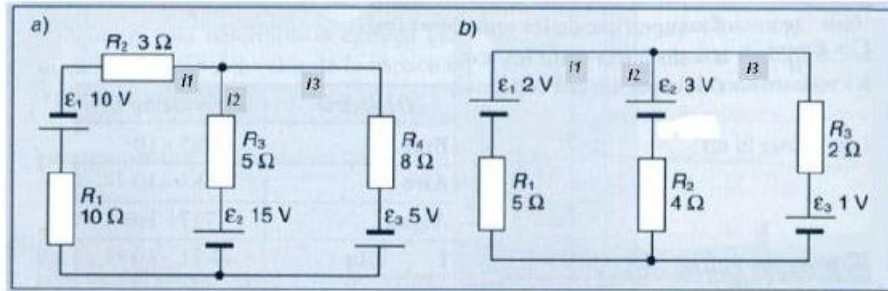 a)
R₂ 3 Ω
I1
I2
I3
ε₁ 10 V
R₃
5 Ω
R₄
8 Ω
R₁
10 Ω
ε₂ 15 V
ε₃ 5 V
b)
I1
I2
I3
ε₁ 2 V
ε₂ 3 V
R₃
2 Ω
R₁
5 Ω
R₂
4 Ω
ε₃ 1 V